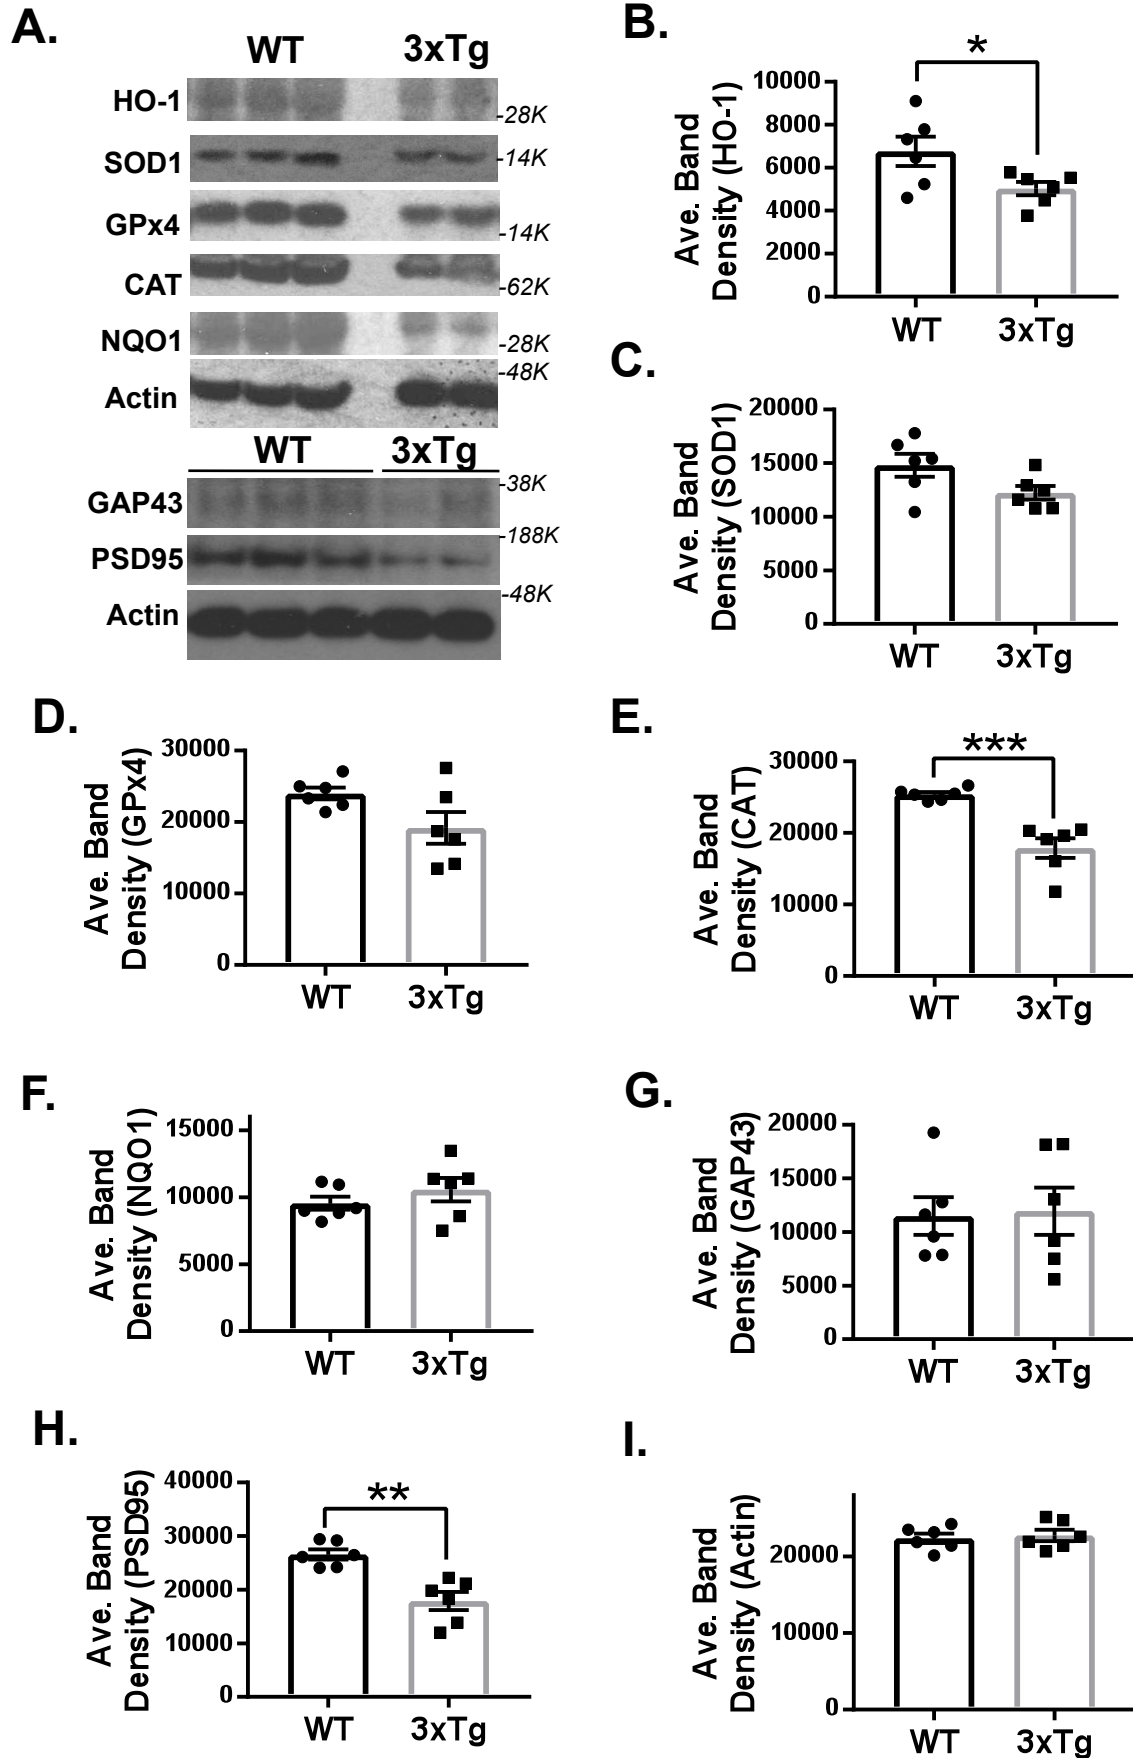 A.
WT 3xTg
HO-1
-28K
SOD1
-14K
GPx4
-14K
CAT
-62K
NQO1
-28K
-48K
Actin
WT 3xTg
-38K
GAP43
-188K
PSD95
-48K
Actin
B.
*
Ave. Band
Density (HO-1)
10000
8000
6000
4000
2000
0
WT 3xTg
C.
Ave. Band
Density (SOD1)
20000
15000
10000
5000
0
WT 3xTg
D.
Ave. Band
Density (GPx4)
30000
20000
10000
0
WT 3xTg
E.
***
Ave. Band
Density (CAT)
30000
20000
10000
0
WT 3xTg
F.
Ave. Band
Density (NQO1)
15000
10000
5000
0
WT 3xTg
G.
Ave. Band
Density (GAP43)
20000
15000
10000
5000
0
WT 3xTg
H.
**
Ave. Band
Density (PSD95)
40000
30000
20000
10000
0
WT 3xTg
I.
Ave. Band
Density (Actin)
20000
10000
0
WT 3xTg